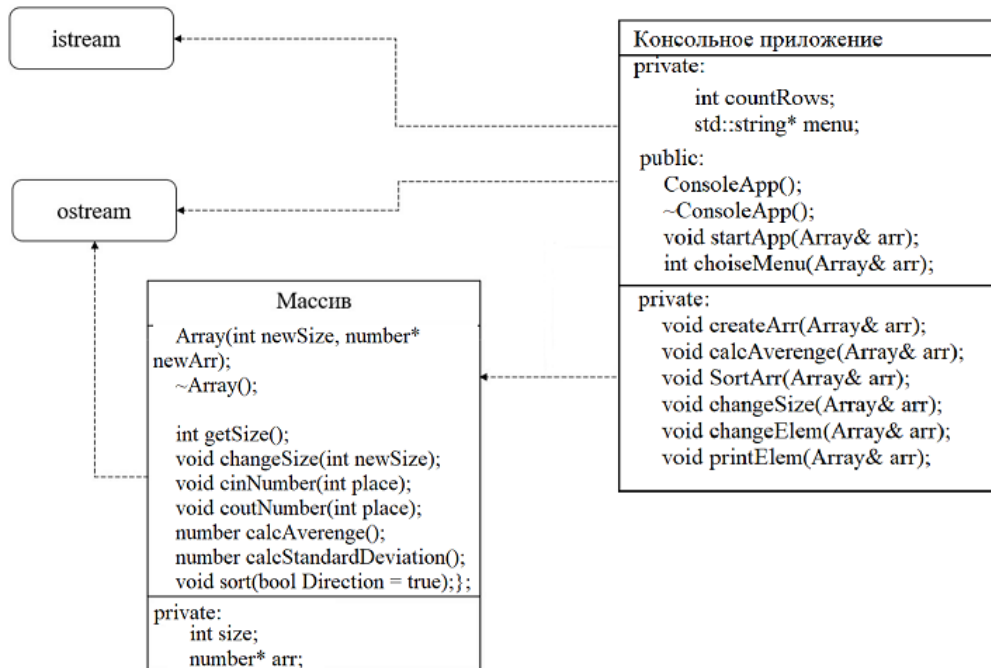 istream
ostream
Консольное приложение
private:
int countRows;
std::string* menu;
public:
ConsoleApp();
~ConsoleApp();
void startApp(Array& arr);
int choiseMenu(Array& arr);
private:
void createArr(Array& arr);
void calcAverenge(Array& arr);
void SortArr(Array& arr);
void changeSize(Array& arr);
void changeElem(Array& arr);
void printElem(Array& arr);
Массив
Array(int newSize, number*
newArr);
~Array();
int getSize();
void changeSize(int newSize);
void cinNumber(int place);
void coutNumber(int place);
number calcAverenge();
number calcStandardDeviation();
void sort(bool Direction = true);};
private:
int size;
number* arr;